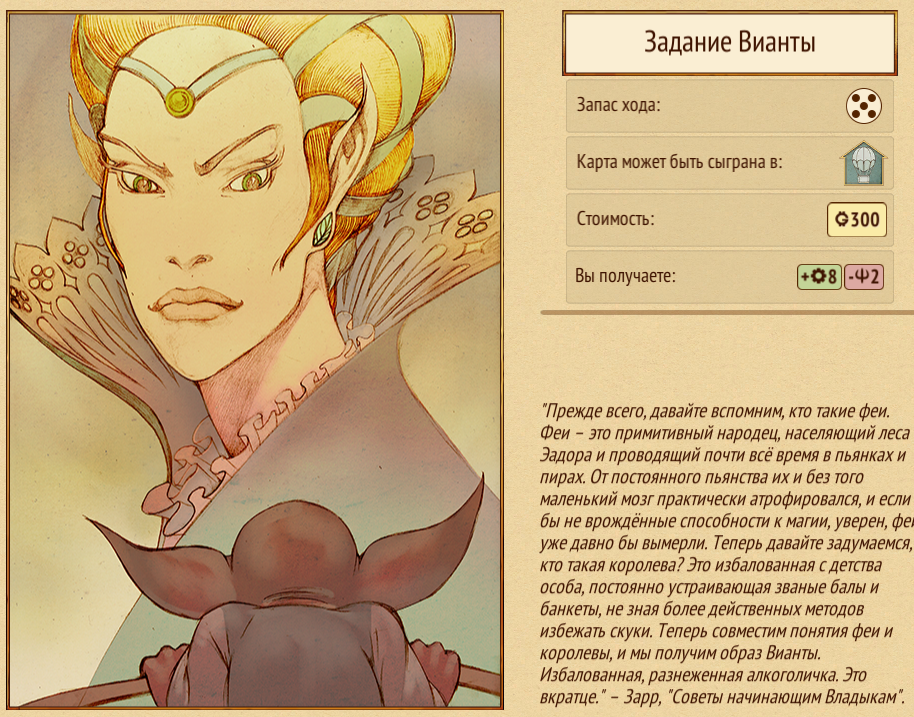 Задание Вианты
Запас хода:
Карта может быть сыграна в:
Стоимость: 300
Вы получаете: +8 -2
"Прежде всего, давайте вспомним, кто такие феи.
Феи – это примитивный народец, населяющий леса
Эадора и проводящий почти всё время в пьянках и
пирах. От постоянного пьянства их и без того
маленький мозг практически атрофировался, и если
бы не врождённые способности к магии, уверен, феи
уже давно бы вымерли. Теперь давайте задумаемся,
кто такая королева? Это избалованная с детства
особа, постоянно устраивающая званые балы и
банкеты, не зная более действенных методов
избежать скуки. Теперь совместим понятия феи и
королевы, и мы получим образ Вианты.
Избалованная, разнеженная алкоголичка. Это
вкратце." – Зарр, "Советы начинающим Владыкам".